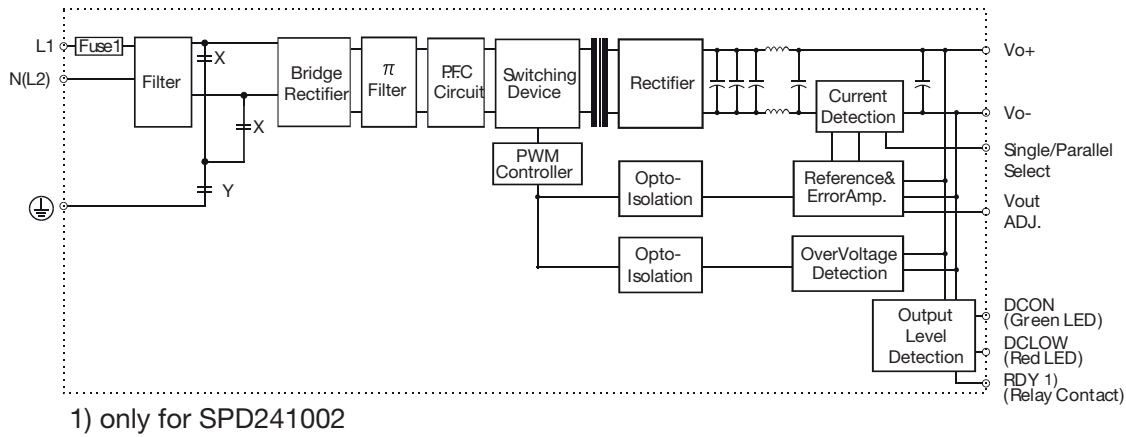 L1
Fuse1
N(L2)
Filter
X
X
Y
Bridge
Rectifier
π
Filter
P.F.C
Circuit
Switching
Device
Rectifier
PWM
Controller
Opto-
Isolation
Opto-
Isolation
Current
Detection
Reference&
ErrorAmp.
OverVoltage
Detection
Output
Level
Detection
Vo+
Vo-
Single/Parallel
Select
Vout
ADJ.
DCON
(Green LED)
DCLOW
(Red LED)
RDY 1)
(Relay Contact)
1) only for SPD241002